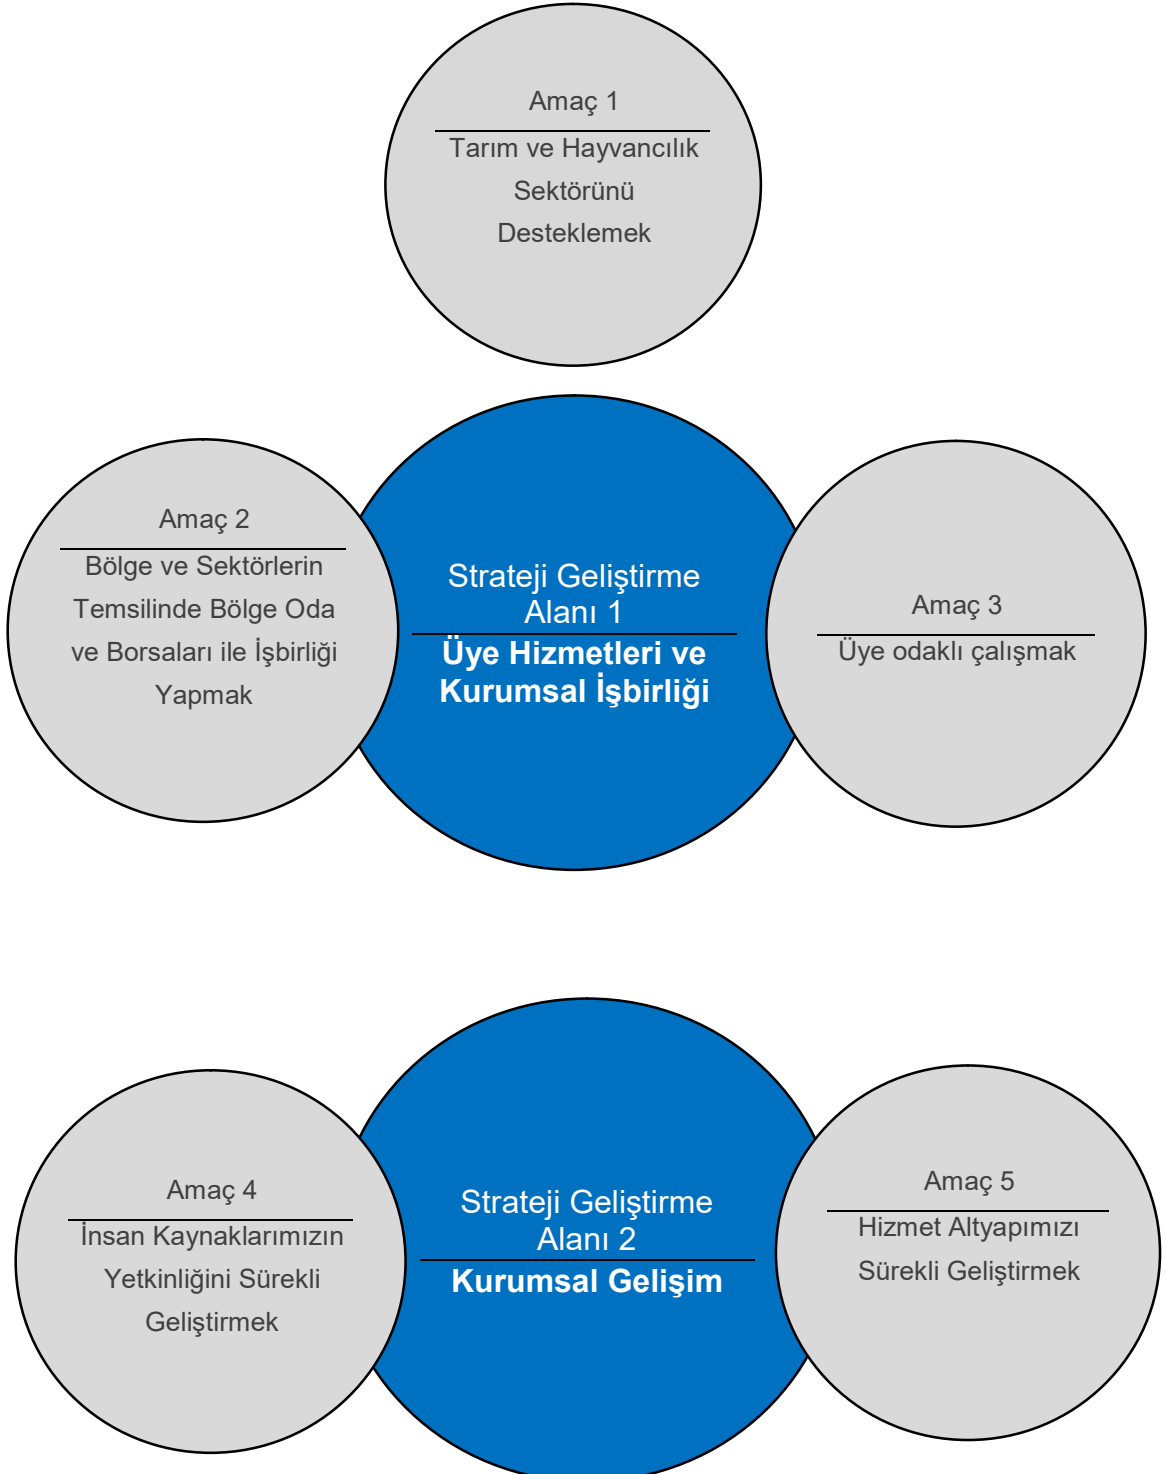 Amaç 1
Tarım ve Hayvancılık
Sektörünü
Desteklemek
Amaç 2
Bölge ve Sektörlerin
Temsilinde Bölge Oda
ve Borsaları ile İşbirliği
Yapmak
Strateji Geliştirme
Alanı 1
Üye Hizmetleri ve
Kurumsal İşbirliği
Amaç 3
Üye odaklı çalışmak
Amaç 4
İnsan Kaynaklarımızın
Yetkinliğini Sürekli
Geliştirmek
Strateji Geliştirme
Alanı 2
Kurumsal Gelişim
Amaç 5
Hizmet Altyapımızı
Sürekli Geliştirmek